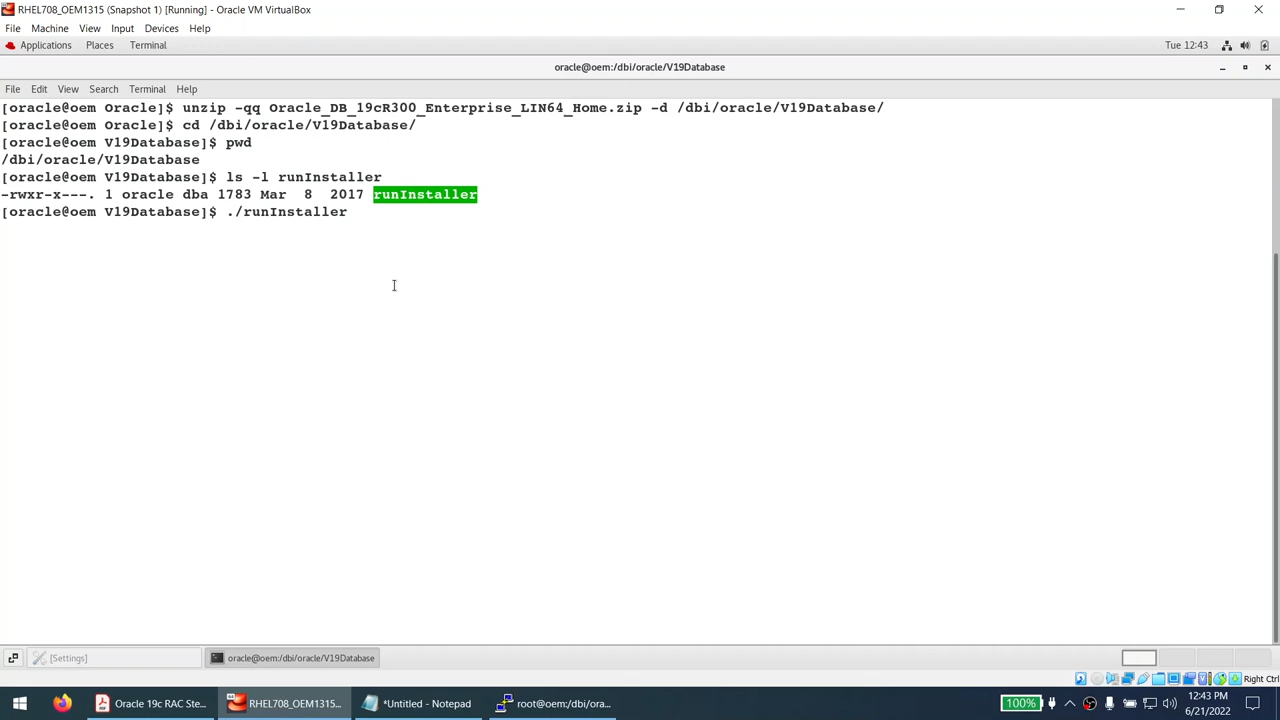 RHEL708_OEM1315 (Snapshot 1) [Running] - Oracle VM VirtualBox
File Machine View Input Devices Help
Applications Places Terminal Tue 12:43
oracle@oem:/dbi/oracle/V19Database
File Edit View Search Terminal Help
[oracle@oem Oracle]$ unzip -qq Oracle_DB_19cR300_Enterprise_LIN64_Home.zip -d /dbi/oracle/V19Database/
[oracle@oem Oracle]$ cd /dbi/oracle/V19Database/
[oracle@oem V19Database]$ pwd
/dbi/oracle/V19Database
[oracle@oem V19Database]$ ls -l runInstaller
-rwxr-x---. 1 oracle dba 1783 Mar  8  2017 runInstaller
[oracle@oem V19Database]$ ./runInstaller
[Settings] oracle@oem:/dbi/oracle/V19Database
Right Ctrl
Oracle 19c RAC Ste... RHEL708_OEM1315... *Untitled - Notepad root@oem:/dbi/ora... 100% 12:43 PM
6/21/2022